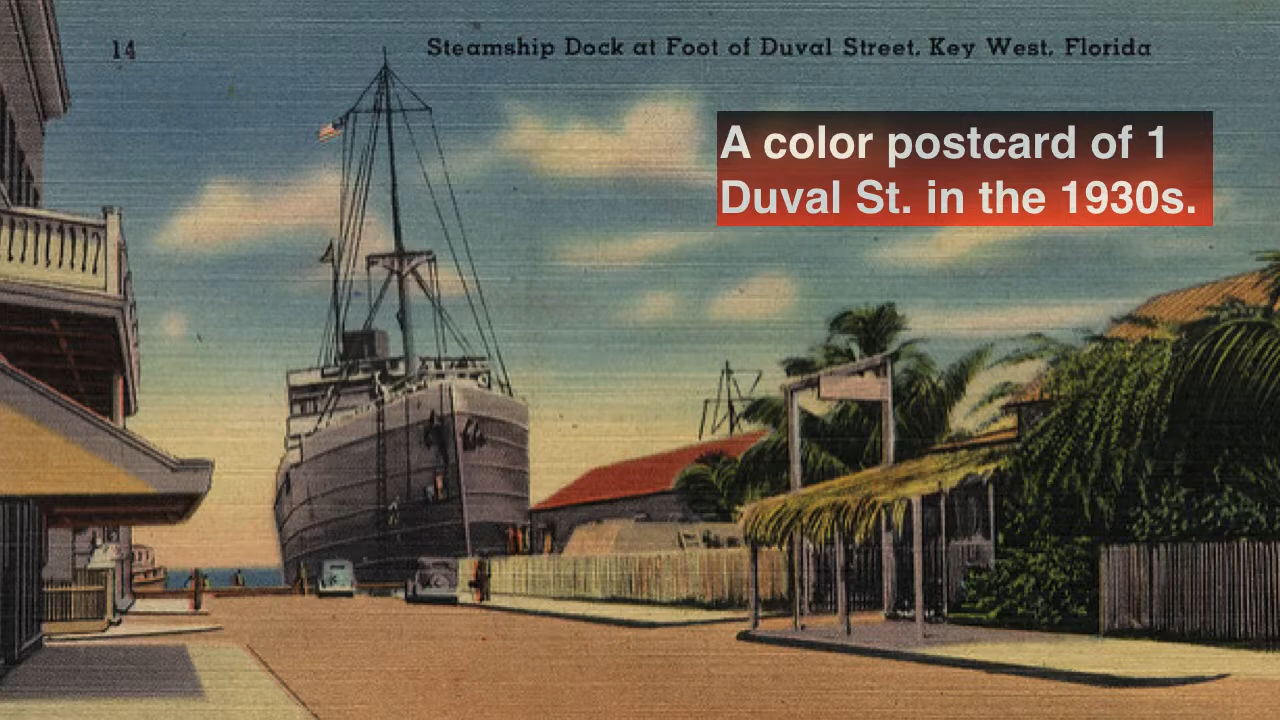 14
Steamship Dock at Foot of Duval Street, Key West, Florida
A color postcard of 1
Duval St. in the 1930s.